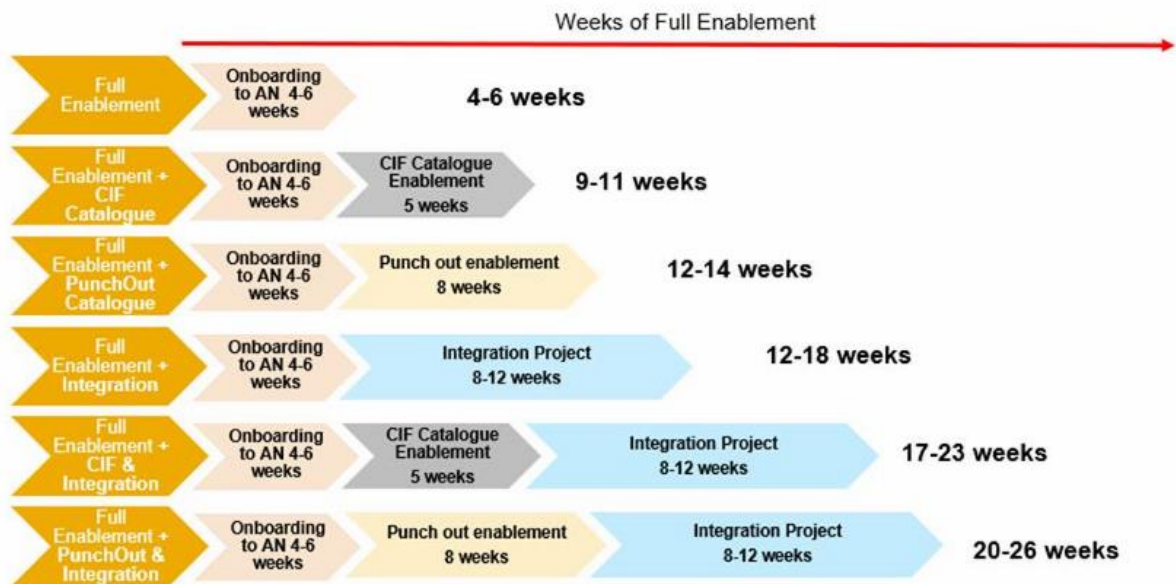 Weeks of Full Enablement
Full
Enablement
Onboarding
to AN 4-6
weeks
4-6 weeks
Full
Enablement +
CIF
Catalogue
Onboarding
to AN 4-6
weeks
CIF Catalogue
Enablement
5 weeks
9-11 weeks
Full
Enablement +
PunchOut
Catalogue
Onboarding
to AN 4-6
weeks
Punch out enablement
8 weeks
12-14 weeks
Full
Enablement +
Integration
Onboarding
to AN 4-6
weeks
Integration Project
8-12 weeks
12-18 weeks
Full
Enablement +
CIF &
Integration
Onboarding
to AN 4-6
weeks
CIF Catalogue
Enablement
5 weeks
Integration Project
8-12 weeks
17-23 weeks
Full
Enablement +
PunchOut &
Integration
Onboarding
to AN 4-6
weeks
Punch out enablement
8 weeks
Integration Project
8-12 weeks
20-26 weeks